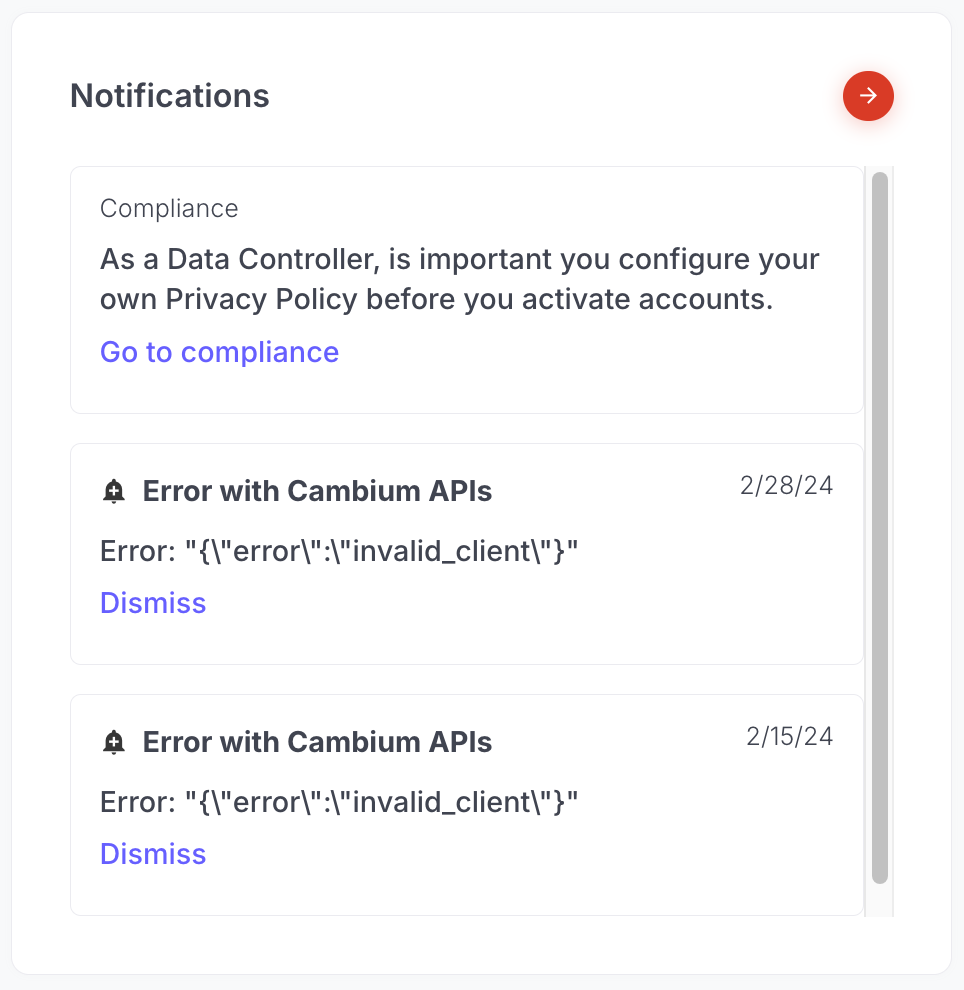 Notifications
Compliance
As a Data Controller, is important you configure your
own Privacy Policy before you activate accounts.
Go to compliance
Error with Cambium APIs
2/28/24
Error: "{\"error\":\"invalid_client\"}"
Dismiss
Error with Cambium APIs
2/15/24
Error: "{\"error\":\"invalid_client\"}"
Dismiss